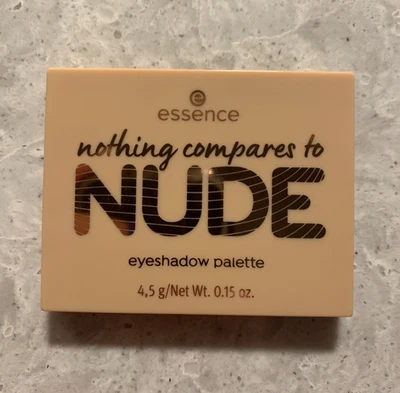 essence
nothing compares to
NUDE
eyeshadow palette
4,5 g/Net Wt. 0.15 oz.